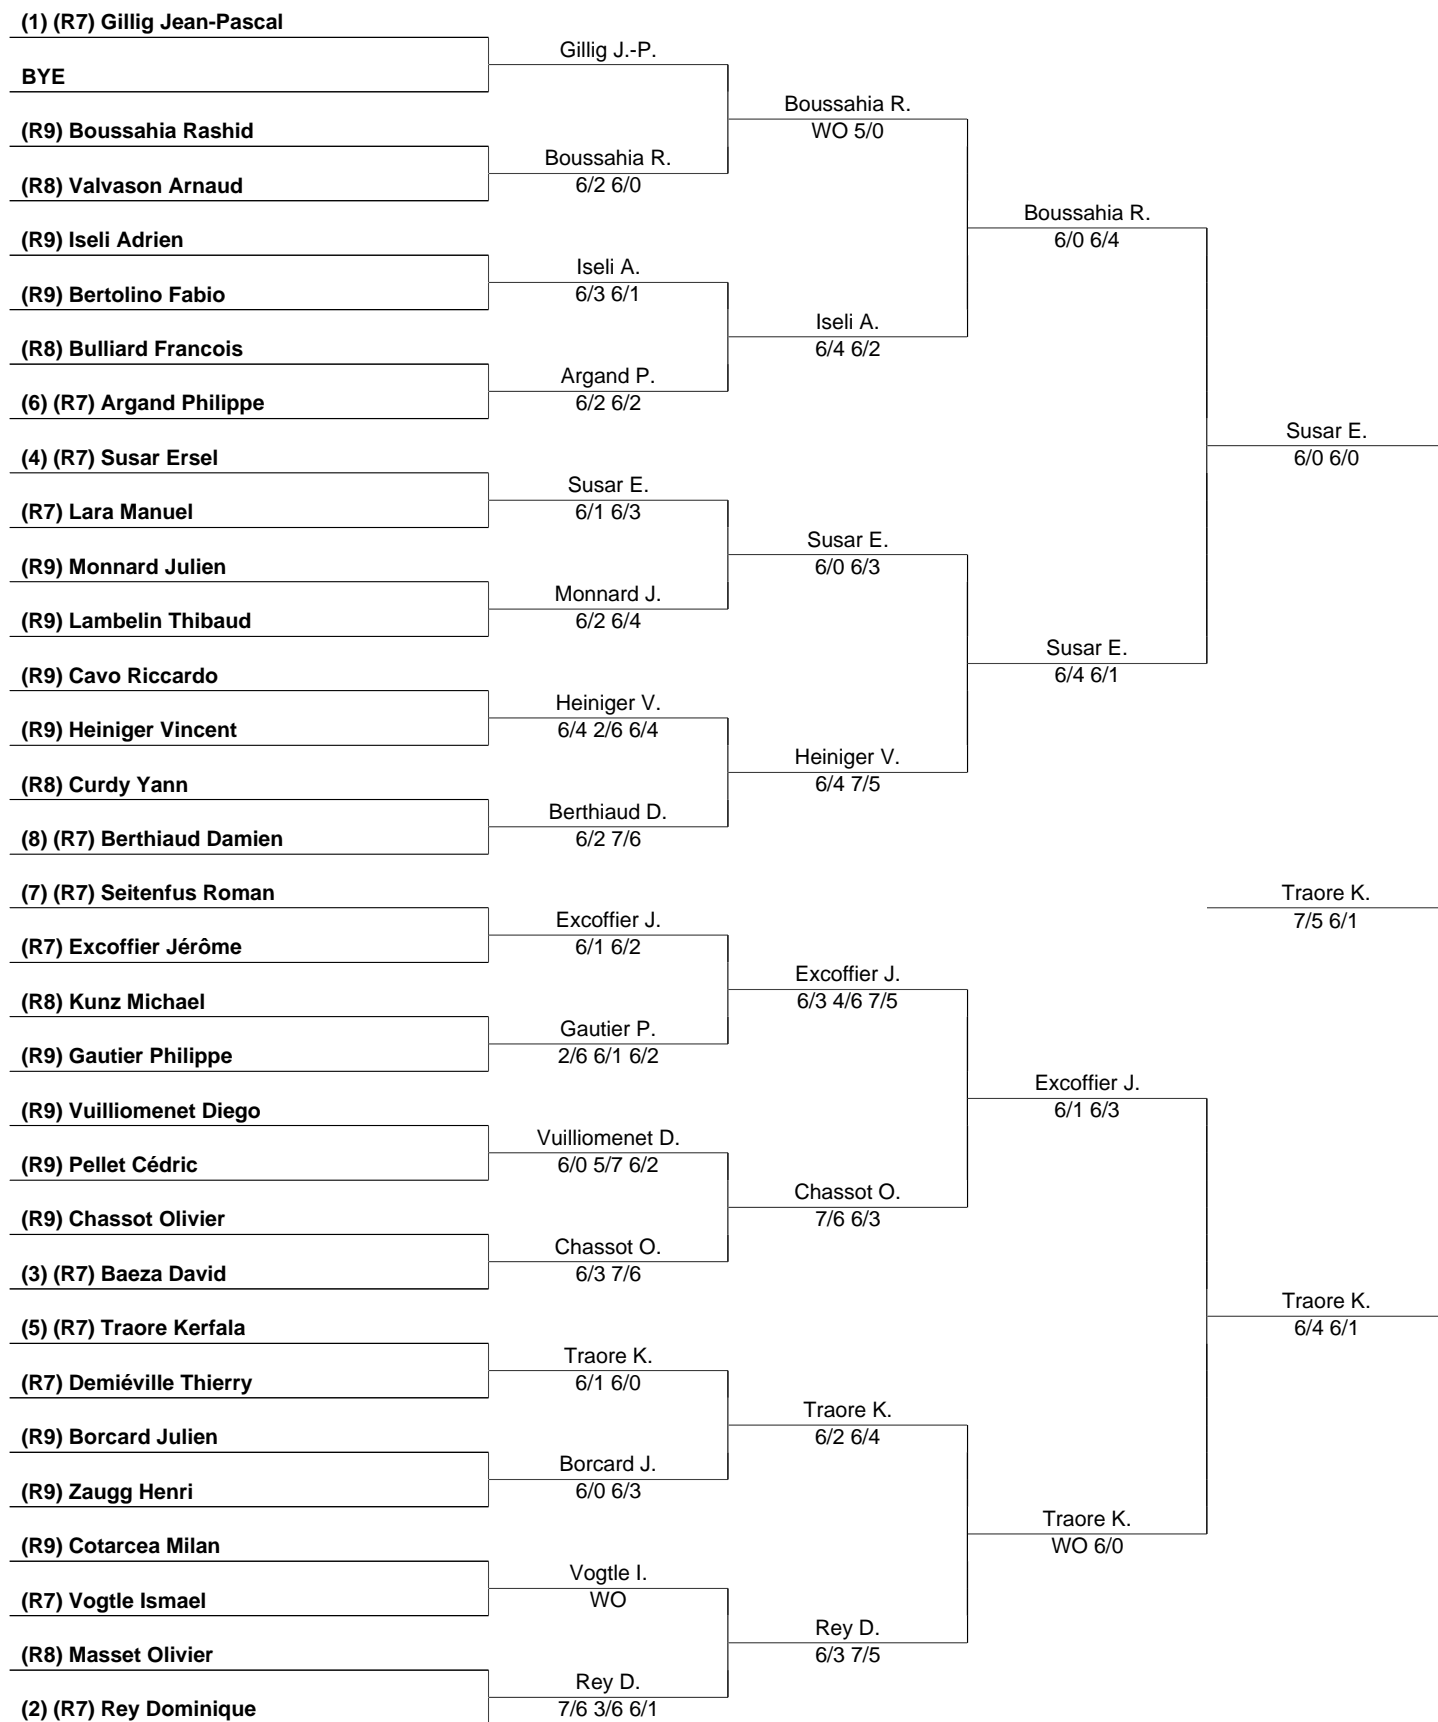 (1) (R7) Gillig Jean-Pascal
Gillig J.-P.
BYE
Boussahia R.
WO 5/0
(R9) Boussahia Rashid
Boussahia R.
6/2 6/0
(R8) Valvason Arnaud
Boussahia R.
6/0 6/4
(R9) Iseli Adrien
Iseli A.
6/3 6/1
(R9) Bertolino Fabio
Iseli A.
6/4 6/2
(R8) Bulliard Francois
Argand P.
6/2 6/2
(6) (R7) Argand Philippe
Susar E.
6/0 6/0
(4) (R7) Susar Ersel
Susar E.
6/1 6/3
(R7) Lara Manuel
Susar E.
6/0 6/3
(R9) Monnard Julien
Monnard J.
6/2 6/4
(R9) Lambelin Thibaud
Susar E.
6/4 6/1
(R9) Cavo Riccardo
Heiniger V.
6/4 2/6 6/4
(R9) Heiniger Vincent
Heiniger V.
6/4 7/5
(R8) Curdy Yann
Berthiaud D.
6/2 7/6
(8) (R7) Berthiaud Damien
(7) (R7) Seitenfus Roman
Traore K.
7/5 6/1
Excoffier J.
6/1 6/2
(R7) Excoffier Jérôme
Excoffier J.
6/3 4/6 7/5
(R8) Kunz Michael
Gautier P.
2/6 6/1 6/2
(R9) Gautier Philippe
Excoffier J.
6/1 6/3
(R9) Vuilliomenet Diego
Vuilliomenet D.
6/0 5/7 6/2
(R9) Pellet Cédric
Chassot O.
7/6 6/3
(R9) Chassot Olivier
Chassot O.
6/3 7/6
(3) (R7) Baeza David
Traore K.
6/4 6/1
(5) (R7) Traore Kerfala
Traore K.
6/1 6/0
(R7) Demiéville Thierry
Traore K.
6/2 6/4
(R9) Borcard Julien
Borcard J.
6/0 6/3
(R9) Zaugg Henri
Traore K.
WO 6/0
(R9) Cotarcea Milan
Vogtle I.
WO
(R7) Vogtle Ismael
Rey D.
6/3 7/5
(R8) Masset Olivier
Rey D.
7/6 3/6 6/1
(2) (R7) Rey Dominique